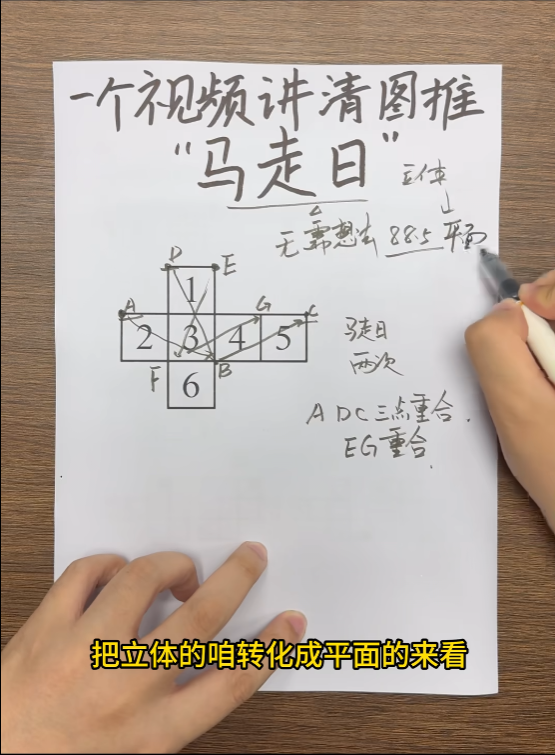 一个视频讲清图推
“马走日”
立体
无需想象 88.5 平面
D E
1
A G C
2 3 4 5
F B
6
马走日
两次
A D C 三点重合.
EG重合.
把立体的咱转化成平面的来看